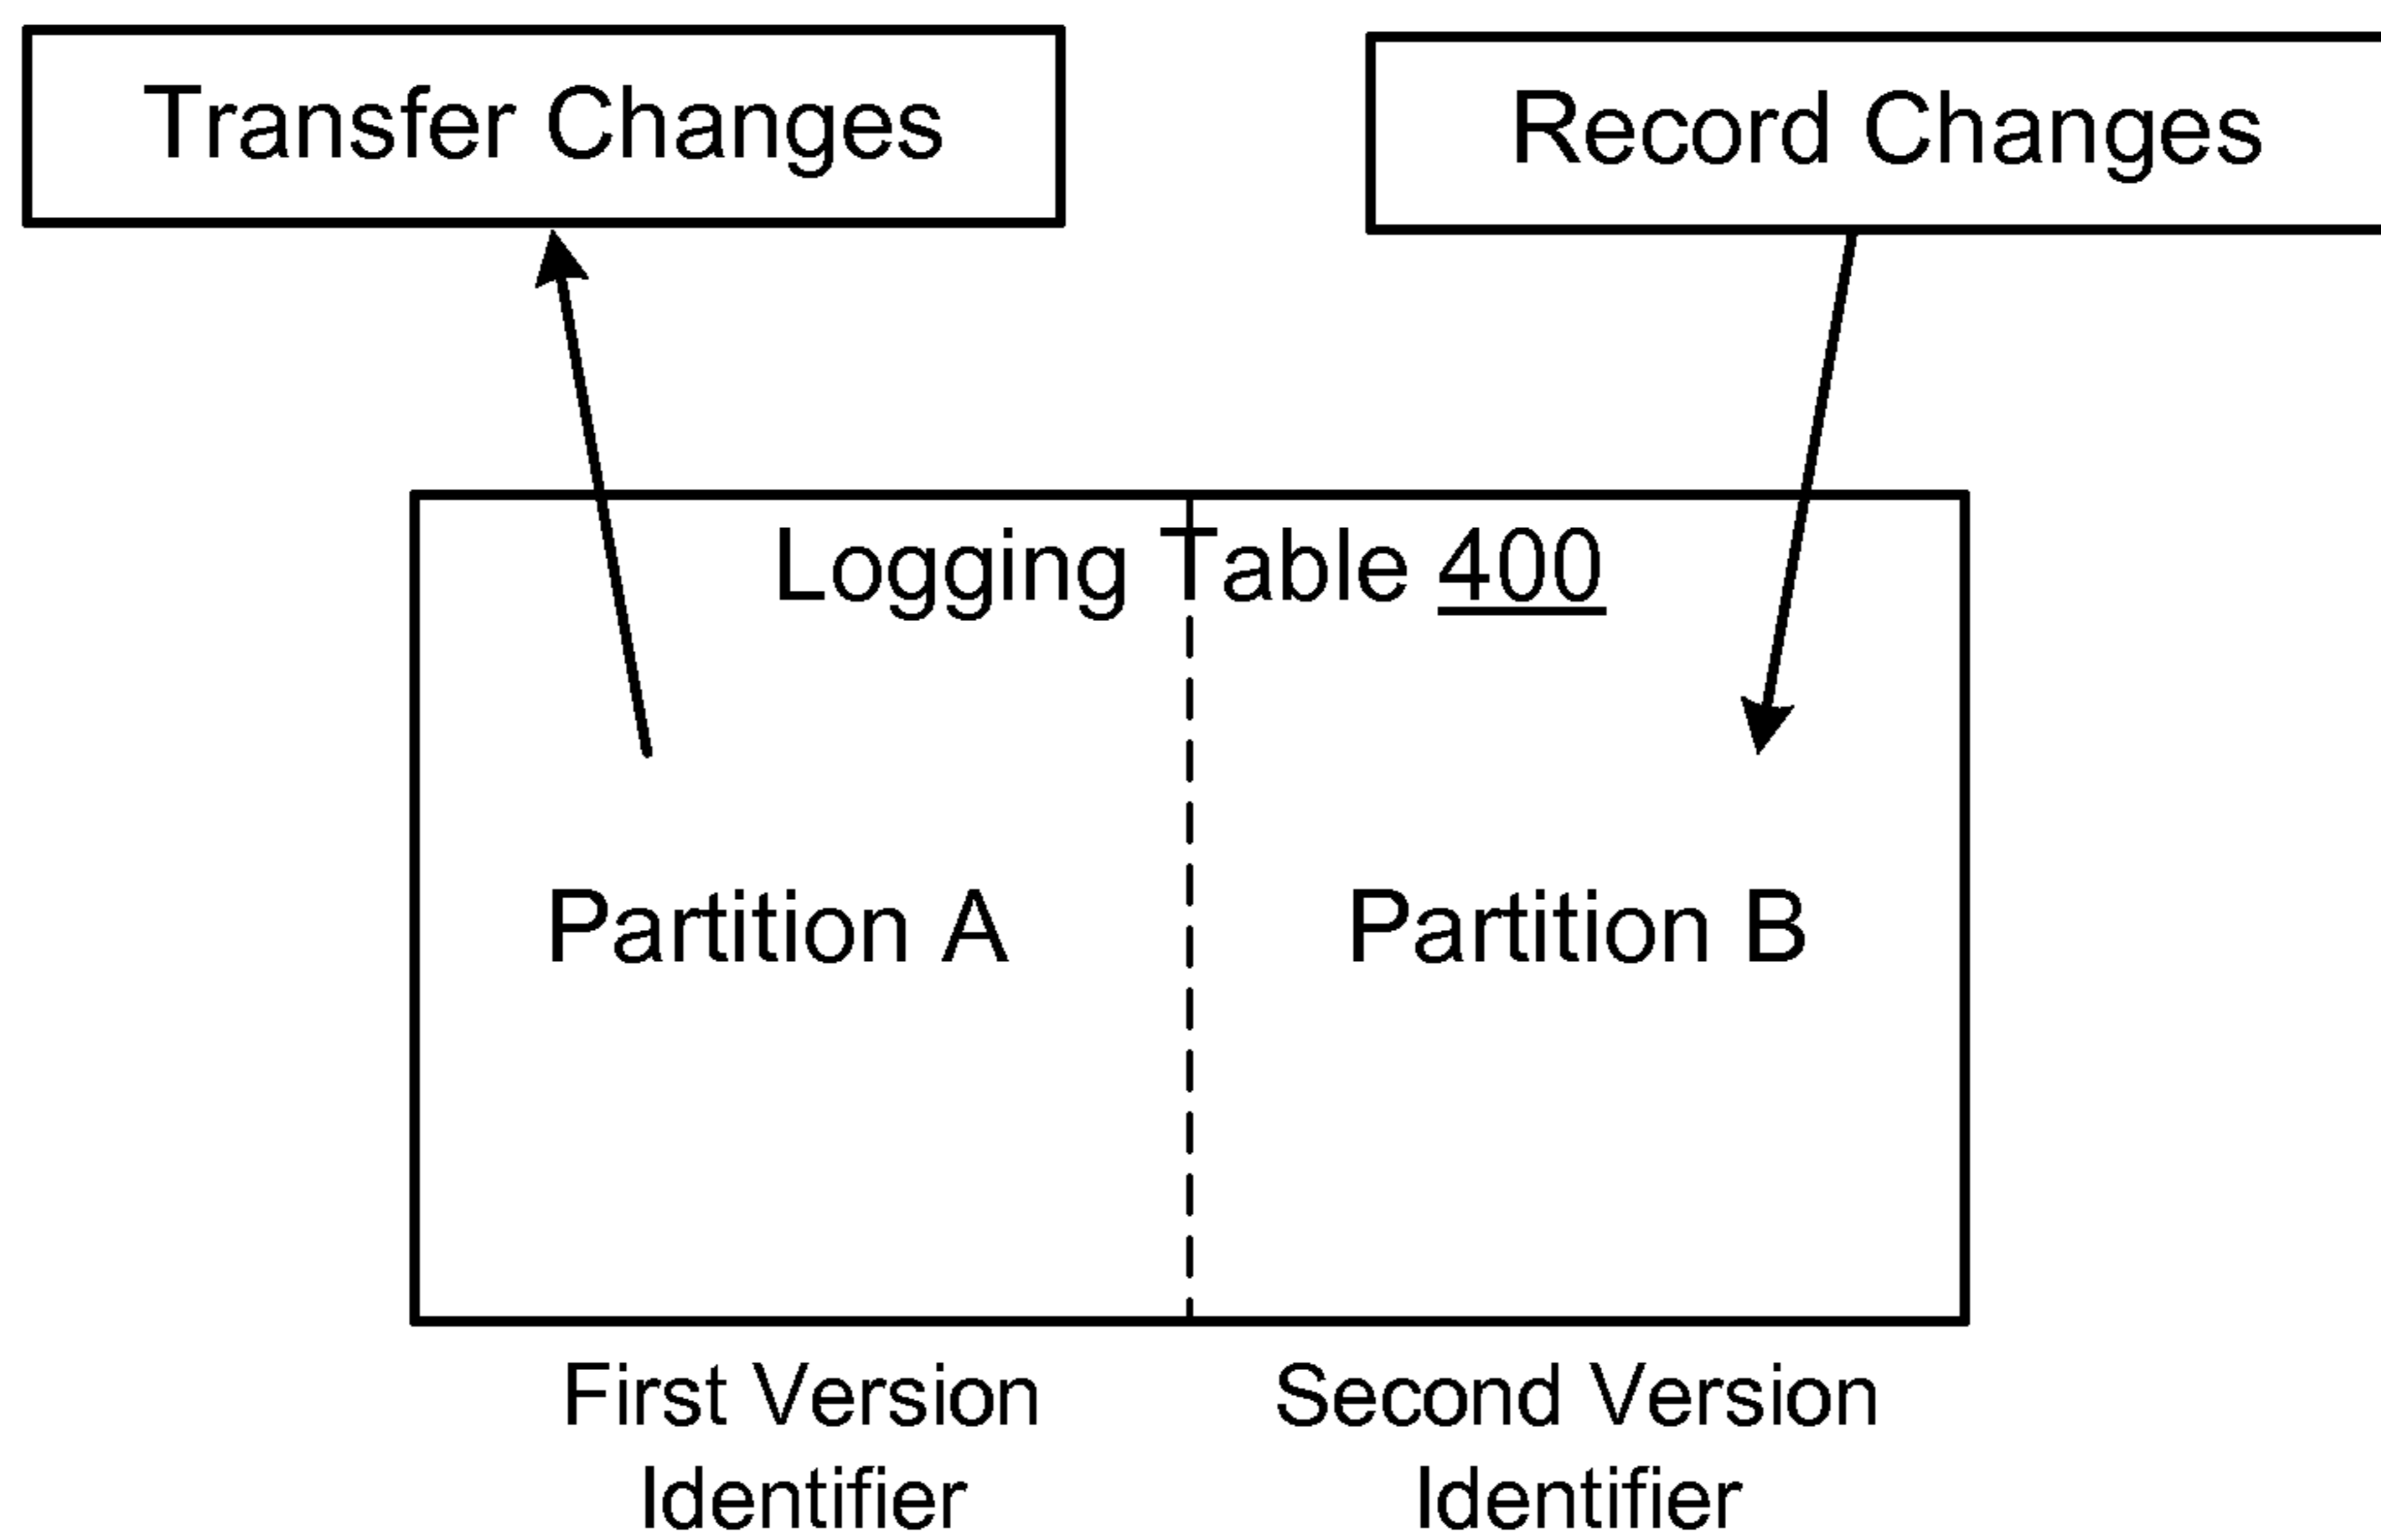 Transfer Changes
Record Changes
Logging Table 400
Partition A
Partition B
First Version
Identifier
Second Version
Identifier